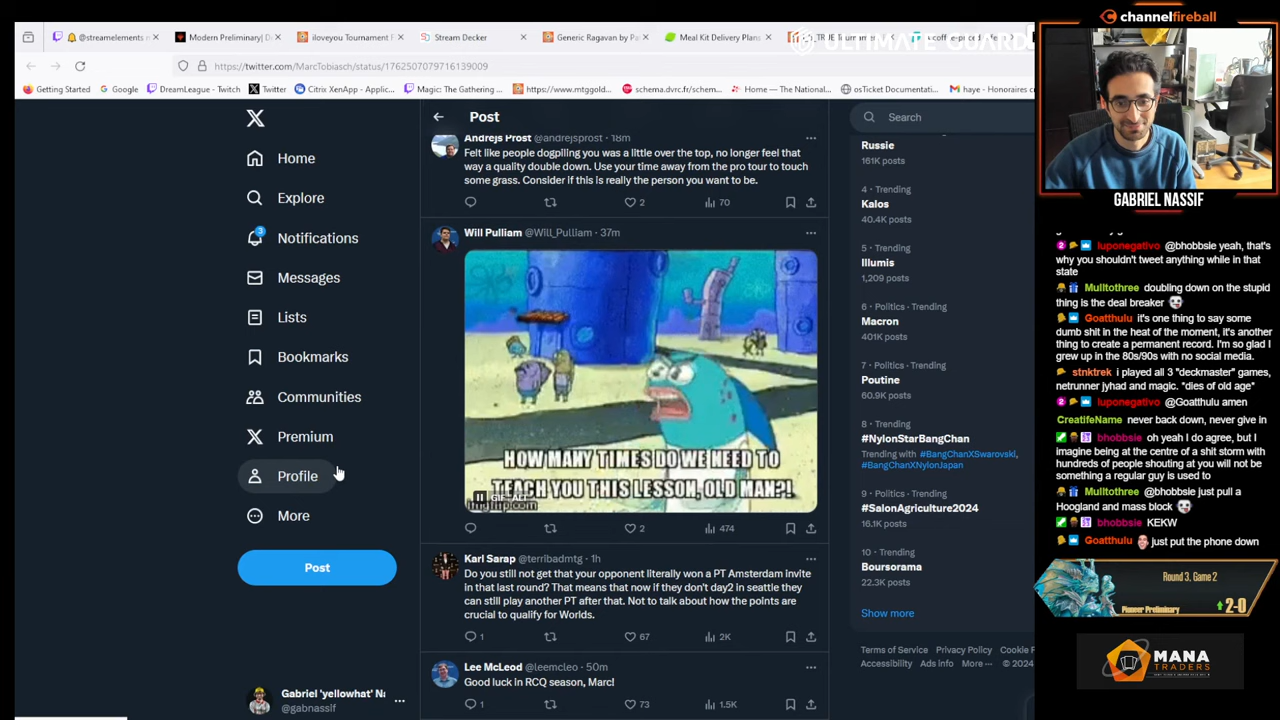 channelfireball
@streamelements
Modern Preliminary| D
iloveyou Tournament
Stream Decker
Generic Ragavan by Pa
Meal Kit Delivery Plans
TRUE Tournament
ULTIMATE GUARD
https://twitter.com/MarcTobiasch/status/1762507079716139009
Getting Started
Google
DreamLeague - Twitch
Twitter
Citrix XenApp - Applic...
Magic: The Gathering ...
https://www.mtggold...
schema.dvrc.fr/schem...
Home — The National...
osTicket Documentati...
haye - Honoraires
Home
Explore
3
Notifications
Messages
Lists
Bookmarks
Communities
Premium
Profile
More
Post
Gabriel 'yellowhat' Na
@gabnassif
Post
Andrejs Prost @andrejsprost · 18m
Felt like people dogpiling you was a little over the top, no longer feel that
way a quality double down. Use your time away from the pro tour to touch
some grass. Consider if this is really the person you want to be.
2
70
Will Pulliam @Will_Pulliam · 37m
HOW MANY TIMES DO WE NEED TO
TEACH YOU THIS LESSON, OLD MAN?!
GIF ALT
imgflip.com
2
474
Karl Sarap @terribadmtg · 1h
Do you still not get that your opponent literally won a PT Amsterdam invite
in that last round? That means that now if they don't day2 in seattle they
can still play another PT after that. Not to talk about how the points are
crucial to qualify for Worlds.
1
67
2K
Lee McLeod @leemcleo · 50m
Good luck in RCQ season, Marc!
1
73
1.5K
Search
Russie
161K posts
4 · Trending
Kalos
40.4K posts
5 · Trending
Illumis
1,209 posts
6 · Politics · Trending
Macron
401K posts
7 · Politics · Trending
Poutine
60.9K posts
8 · Trending
#NylonStarBangChan
Trending with #BangChanXSwarovski,
#BangChanXNylonJapan
9 · Politics · Trending
#SalonAgriculture2024
16.1K posts
10 · Trending
Boursorama
22.3K posts
Show more
Terms of Service Privacy Policy Cookie
Accessibility Ads info More ··· © 2024
GABRIEL NASSIF
luponegativo @bhobbsie yeah, that's
why you shouldn't tweet anything while in that
state
Mulltothree doubling down on the stupid
thing is the deal breaker
Goatthulu it's one thing to say some
dumb shit in the heat of the moment, it's another
thing to create a permanent record. I'm so glad I
grew up in the 80s/90s with no social media.
stnktrek i played all 3 "deckmaster" games,
netrunner jyhad and magic. *dies of old age*
luponegativo @Goatthulu amen
CreatifeName never back down, never give in
bhobbsie oh yeah I do agree, but I
imagine being at the centre of a shit storm with
hundreds of people shouting at you will not be
something a regular guy is used to
Mulltothree @bhobbsie just pull a
Hoogland and mass block
bhobbsie KEKW
Goatthulu just put the phone down
Round 3, Game 2
Pioneer Preliminary
2-0
MANA
TRADERS